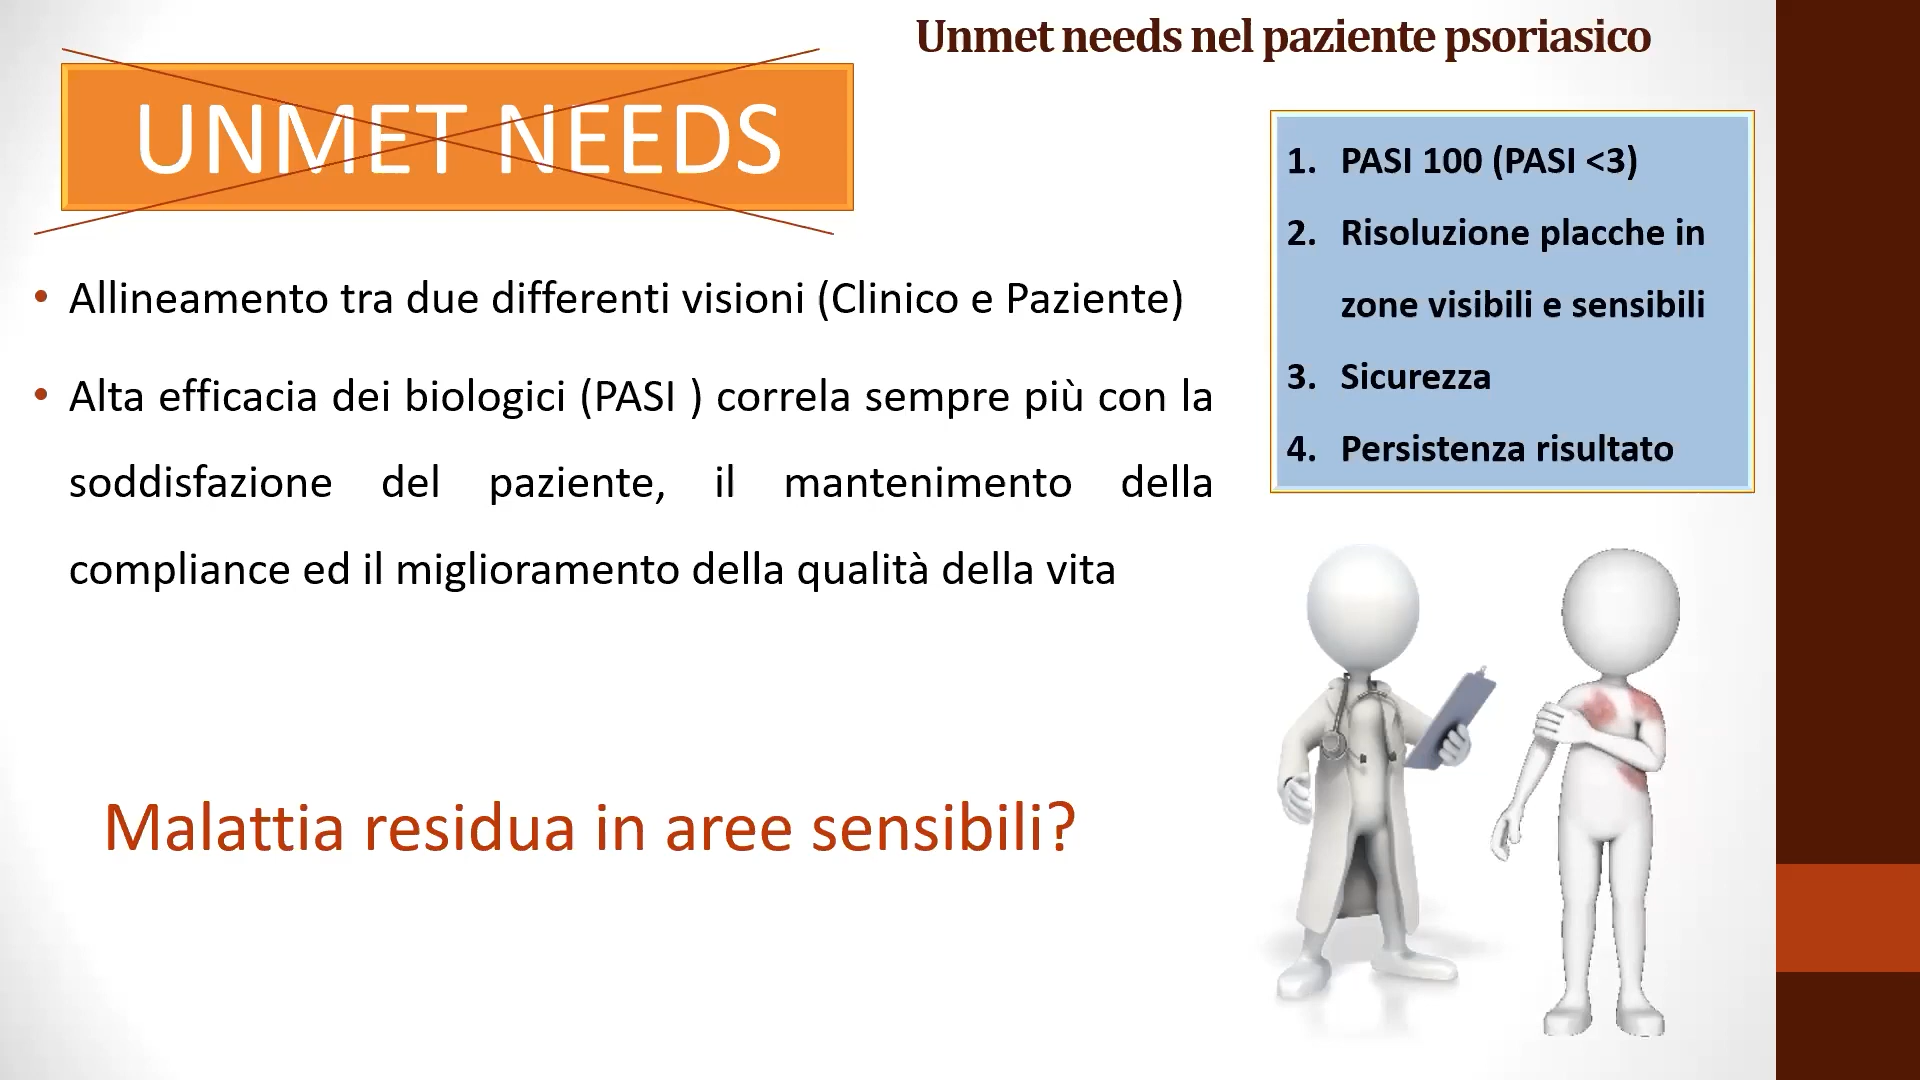 Unmet needs nel paziente psoriasico
UNMET NEEDS
• Allineamento tra due differenti visioni (Clinico e Paziente)
• Alta efficacia dei biologici (PASI ) correla sempre più con la
soddisfazione del paziente, il mantenimento della
compliance ed il miglioramento della qualità della vita
Malattia residua in aree sensibili?
1. PASI 100 (PASI <3)
2. Risoluzione placche in
zone visibili e sensibili
3. Sicurezza
4. Persistenza risultato